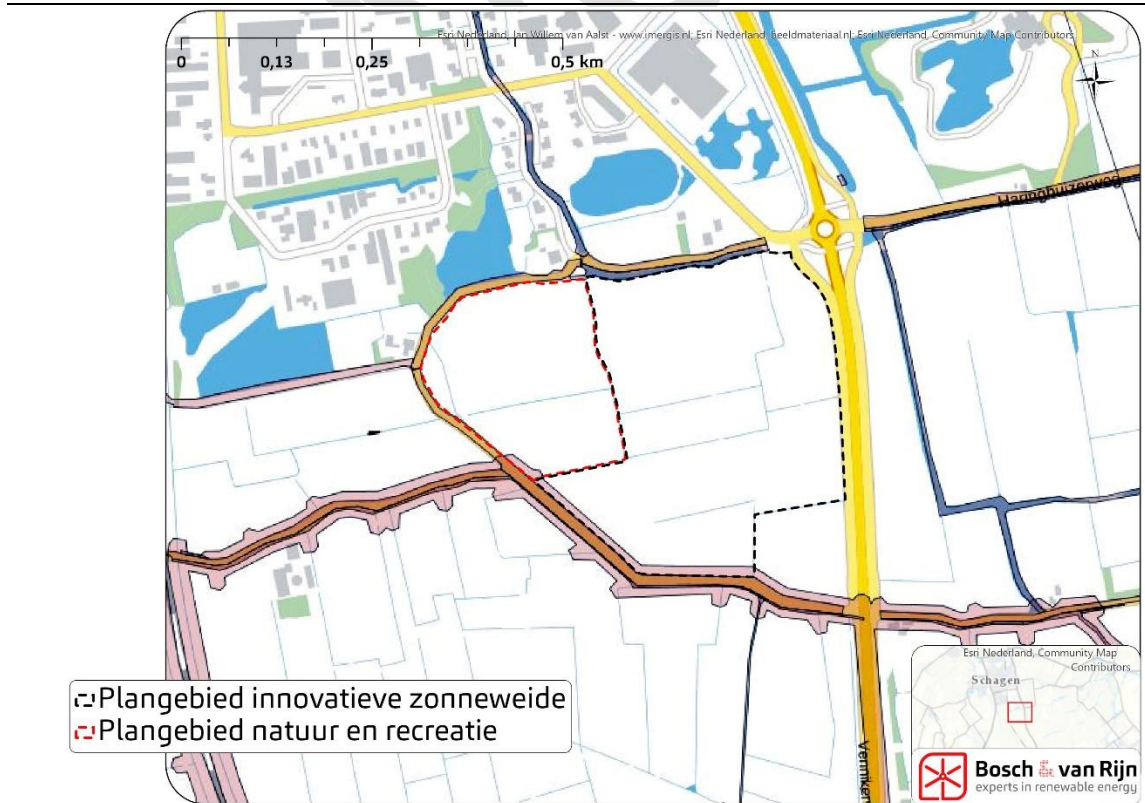 Esri Nederland, Jan Willem van Aalst - www.imergis.nl; Esri Nederland, beeldmateriaal.nl; Esri Nederland, Community Map Contributors
0 0,13 0,25 0,5 km
N
Haringhuizerweg
Esri Nederland, Community Map
Contributors
Schagen
Plangebied innovatieve zonneweide
Plangebied natuur en recreatie
Bosch & van Rijn
experts in renewable energy